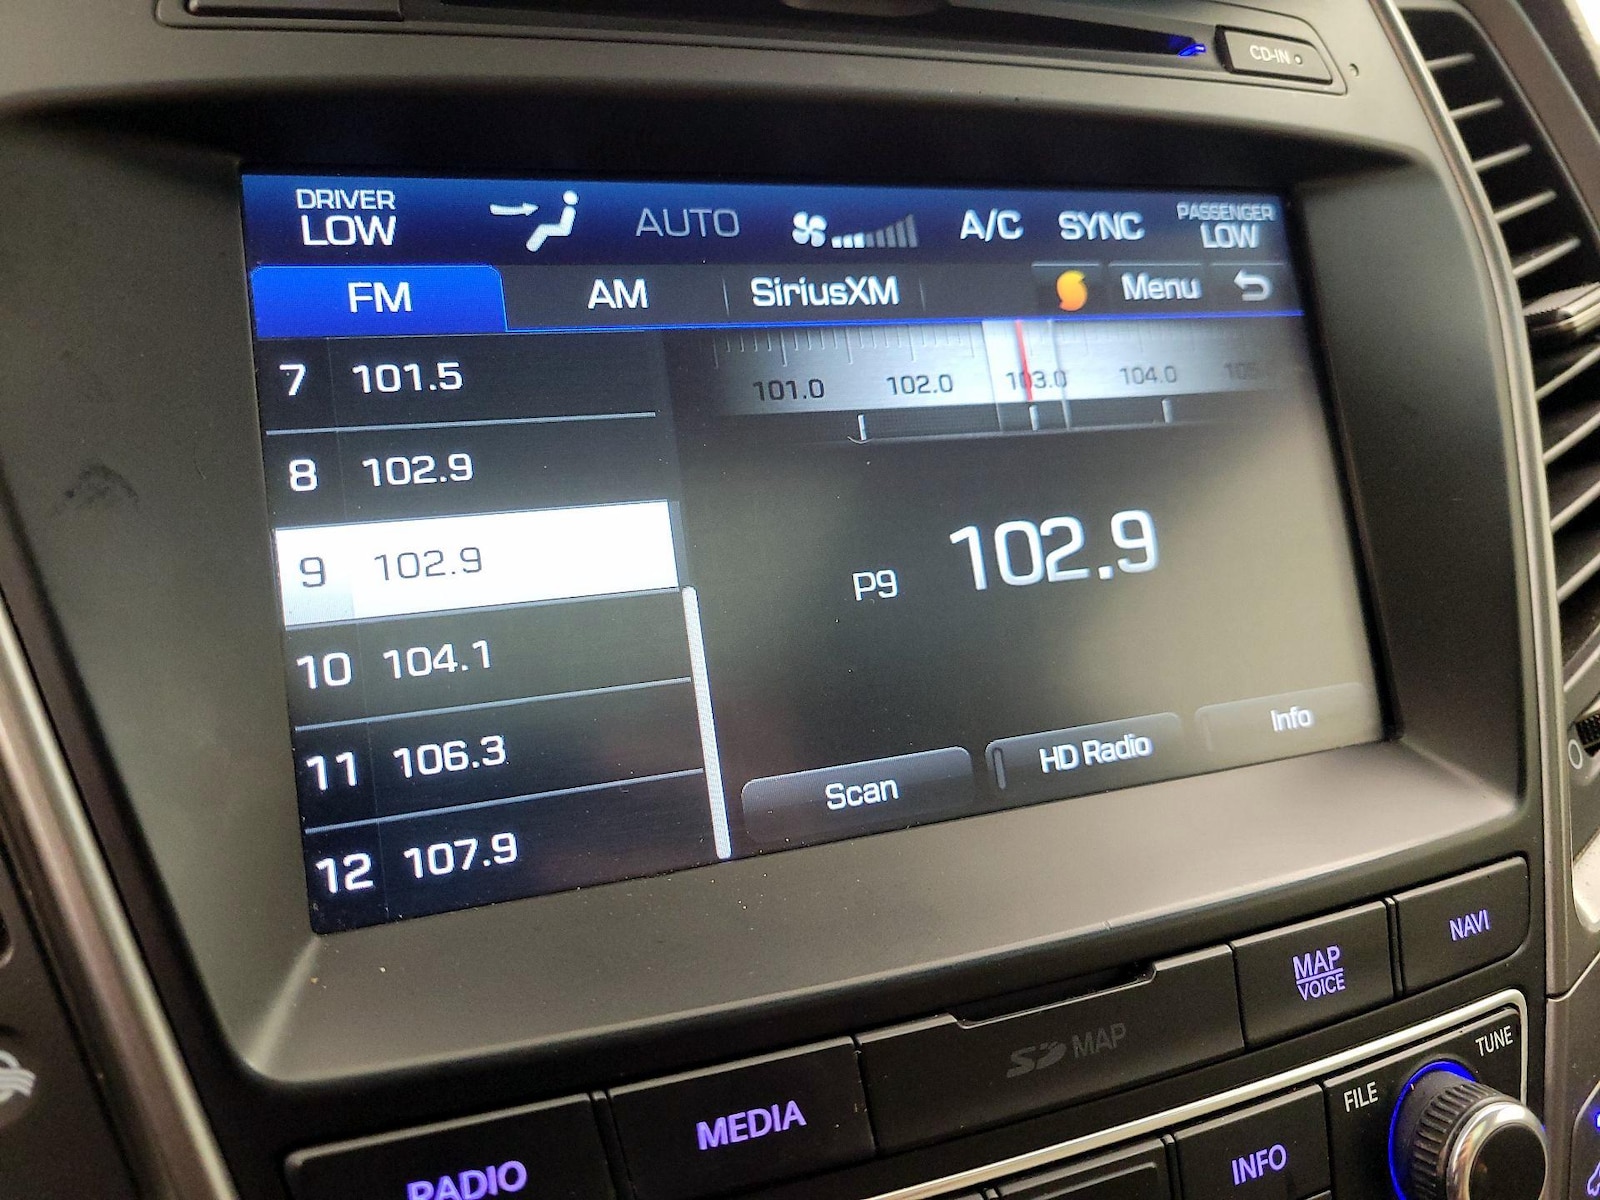 CD-IN
DRIVER
LOW
AUTO
A/C
SYNC
PASSENGER
LOW
FM
AM
SiriusXM
Menu
7 101.5
8 102.9
9 102.9
10 104.1
11 106.3
12 107.9
101.0 102.0 103.0 104.0
P9 102.9
Scan
HD Radio
Info
NAVI
MAP
VOICE
SD MAP
MEDIA
RADIO
TUNE
FILE
INFO